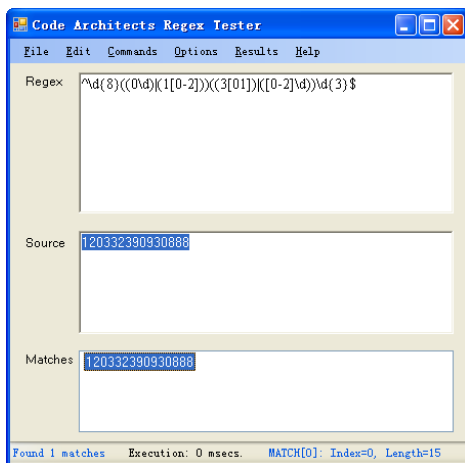 Code Architects Regex Tester
File Edit Commands Options Results Help
Regex ^\d{8}((0\d)|(1[0-2]))((3[01])|([0-2]\d))\d{3}$
Source 120332390930888
Matches 120332390930888
Found 1 matches Execution: 0 msecs. MATCH[0]: Index=0, Length=15